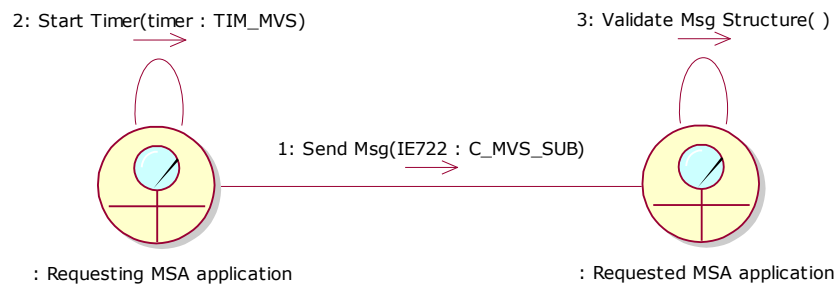 2: Start Timer(timer : TIM_MVS)
3: Validate Msg Structure( )
1: Send Msg(IE722 : C_MVS_SUB)
: Requesting MSA application
: Requested MSA application